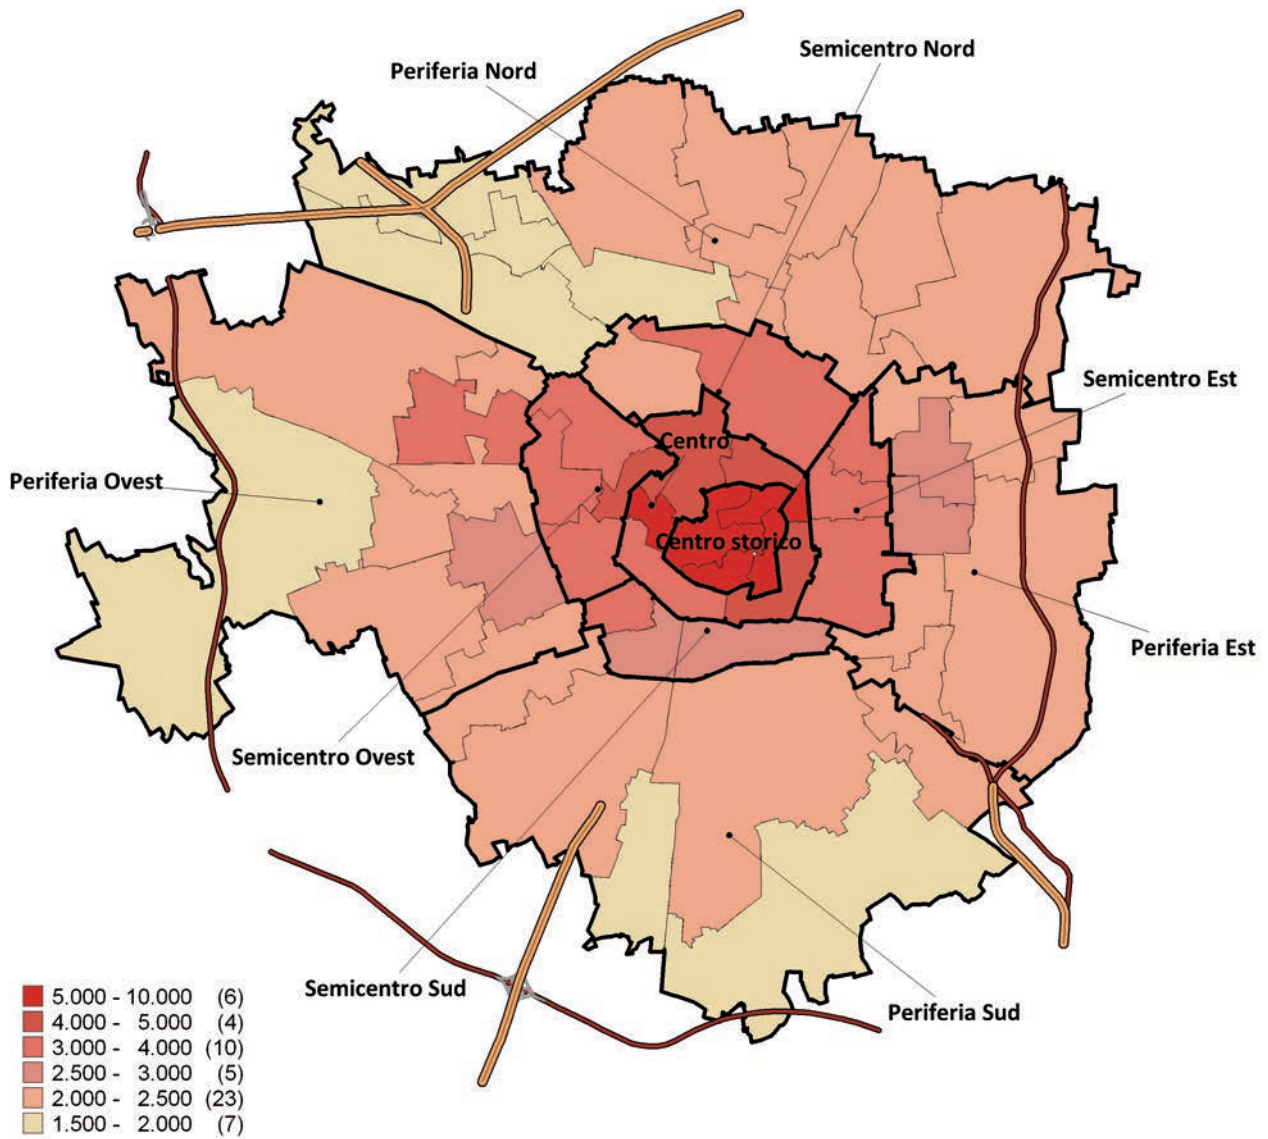 Semicentro Nord
Periferia Nord
Semicentro Est
Centro
Periferia Ovest
Centro storico
Periferia Est
Semicentro Ovest
Semicentro Sud
Periferia Sud
5.000 - 10.000 (6)
4.000 - 5.000 (4)
3.000 - 4.000 (10)
2.500 - 3.000 (5)
2.000 - 2.500 (23)
1.500 - 2.000 (7)